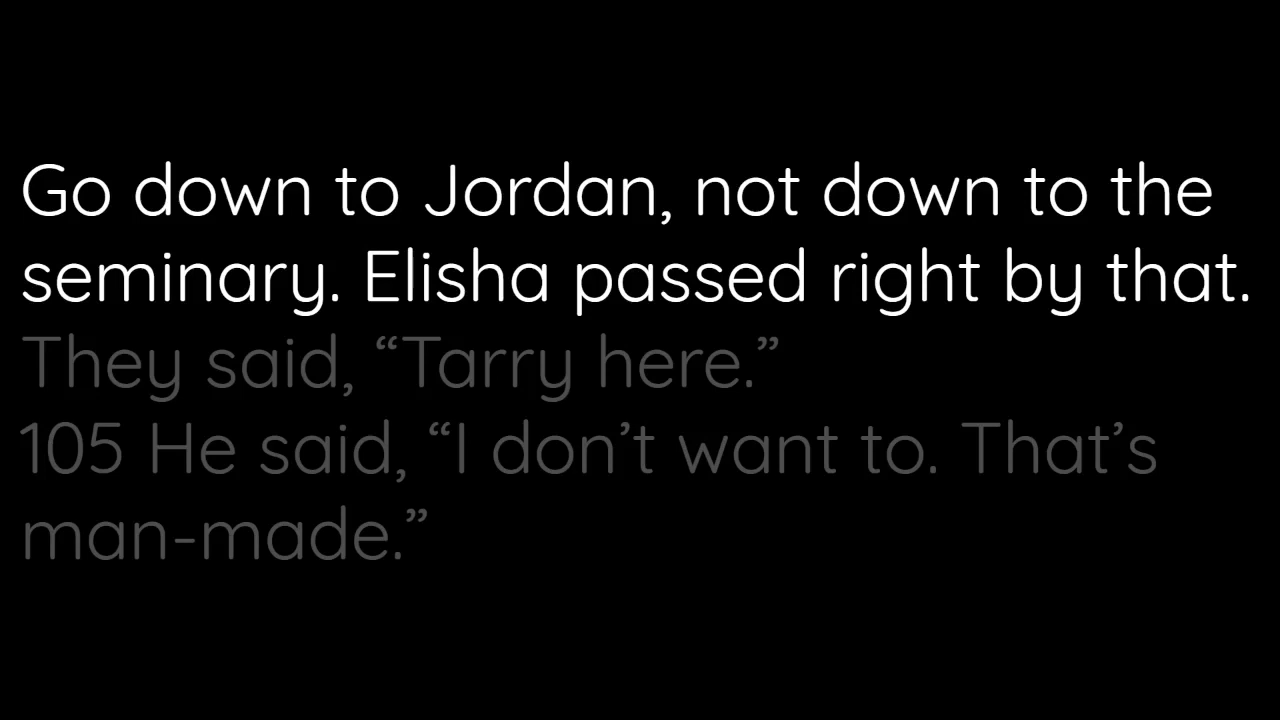 Go down to Jordan, not down to the
seminary. Elisha passed right by that.
They said, “Tarry here.”
105 He said, “I don’t want to. That’s
man-made.”